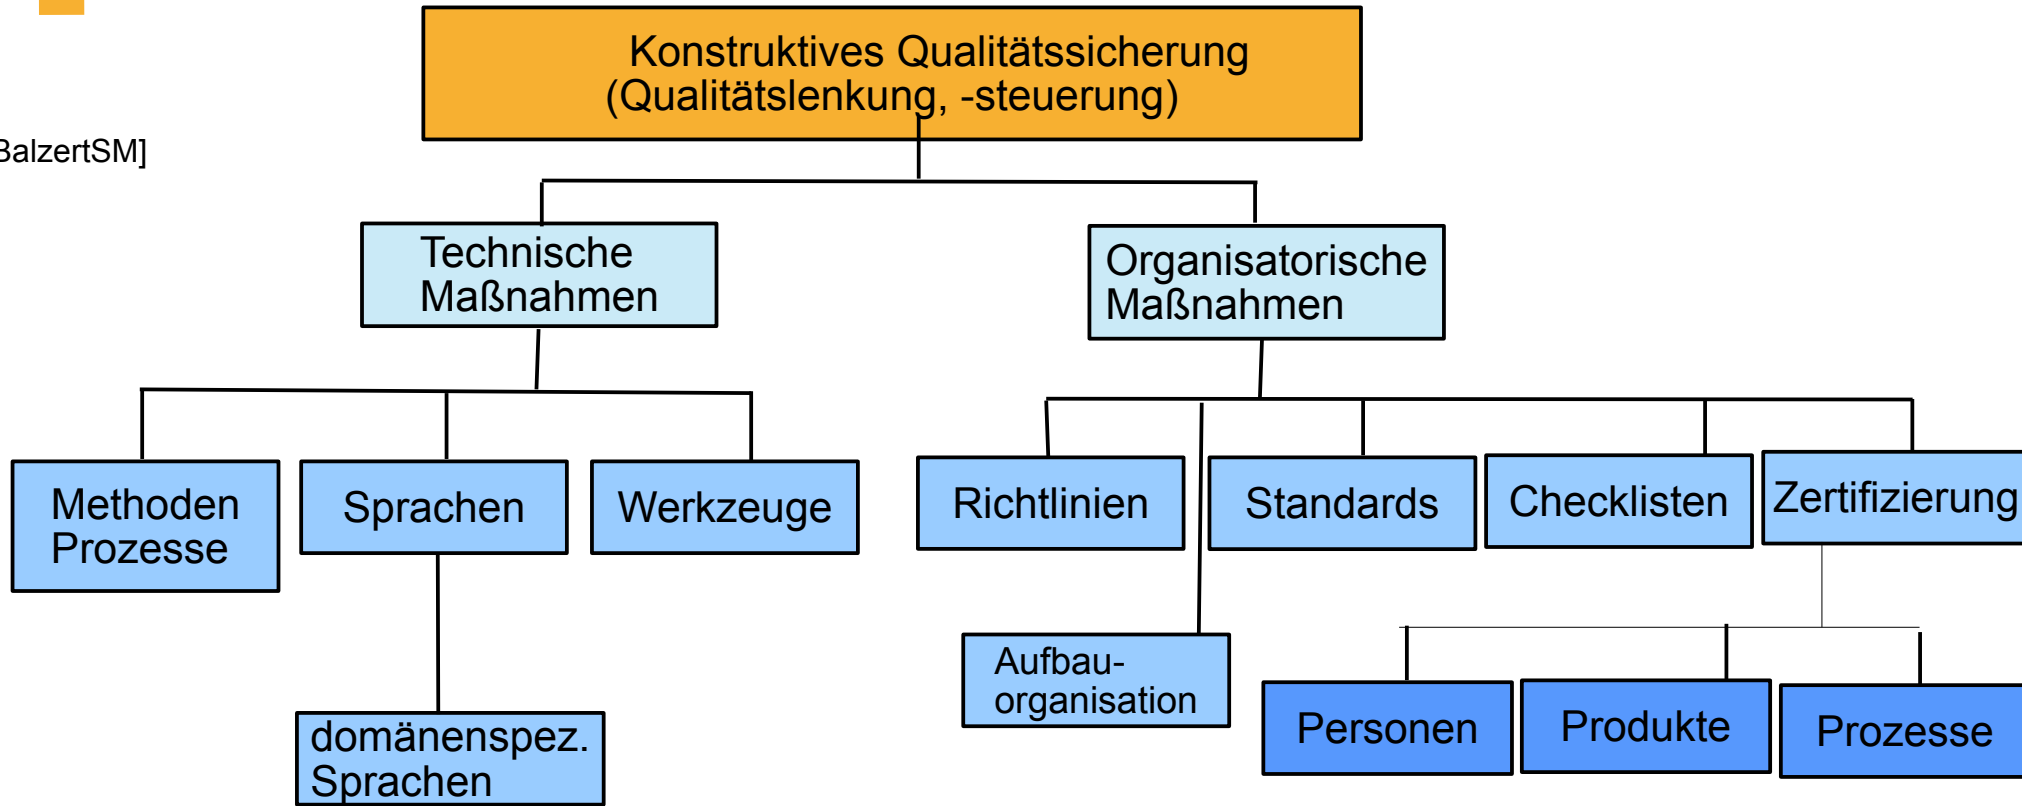 Konstruktives Qualitätssicherung
(Qualitätslenkung, -steuerung)
BalzertSM]
Technische
Maßnahmen
Organisatorische
Maßnahmen
Methoden
Prozesse
Sprachen
Werkzeuge
Richtlinien
Standards
Checklisten
Zertifizierung
Aufbau-
organisation
Personen
Produkte
Prozesse
domänenspez.
Sprachen